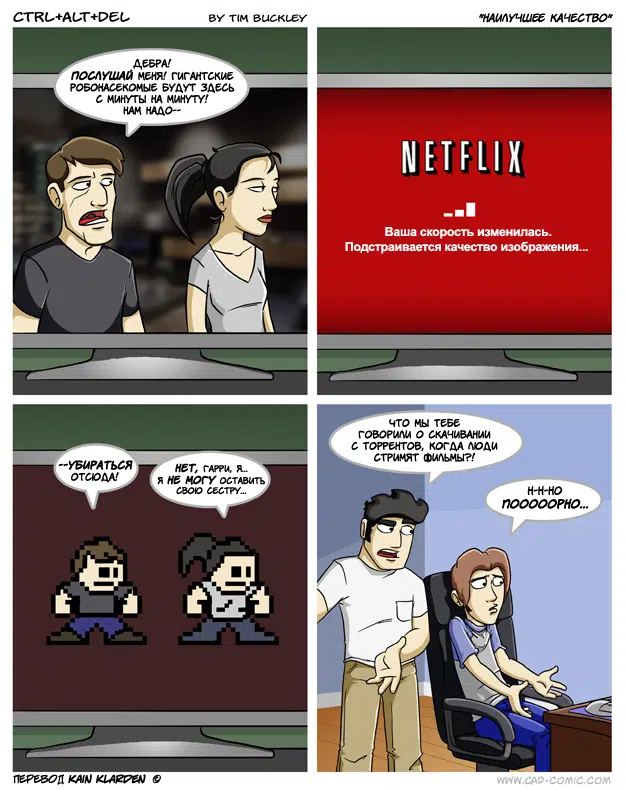 CTRL+ALT+DEL BY TIM BUCKLEY "НАИЛУЧШЕЕ КАЧЕСТВО"
ДЕБРА!
ПОСЛУШАЙ МЕНЯ! ГИГАНТСКИЕ
РОБОНАСЕКОМЫЕ БУДУТ ЗДЕСЬ
С МИНУТЫ НА МИНУТУ!
НАМ НАДО--
NETFLIX
Ваша скорость изменилась.
Подстраивается качество изображения...
--УБИРАТЬСЯ
ОТСЮДА!
НЕТ, ГАРРИ, Я...
Я НЕ МОГУ ОСТАВИТЬ
СВОЮ СЕСТРУ...
ЧТО МЫ ТЕБЕ
ГОВОРИЛИ О СКАЧИВАНИИ
С ТОРРЕНТОВ, КОГДА ЛЮДИ
СТРИМЯТ ФИЛЬМЫ?!
Н-Н-НО
ПОООООРНО...
ПЕРЕВОД KAIN KLARDEN ©
WWW.CAD-COMIC.COM